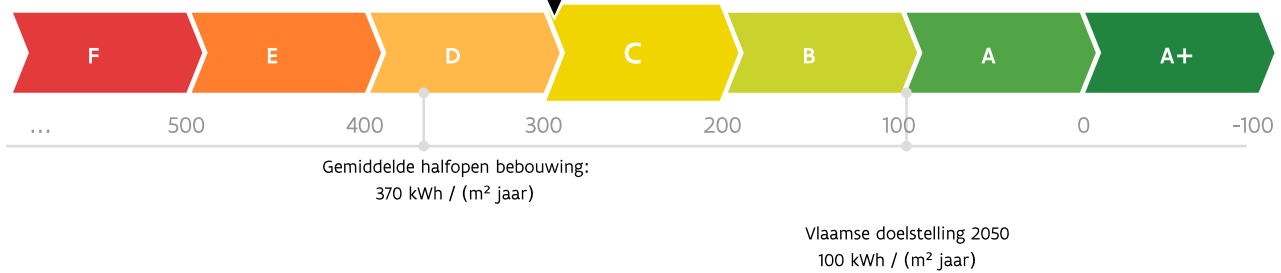 F E D C B A A+
... 500 400 300 200 100 0 -100
Gemiddelde halfopen bebouwing:
370 kWh / (m² jaar)
Vlaamse doelstelling 2050
100 kWh / (m² jaar)